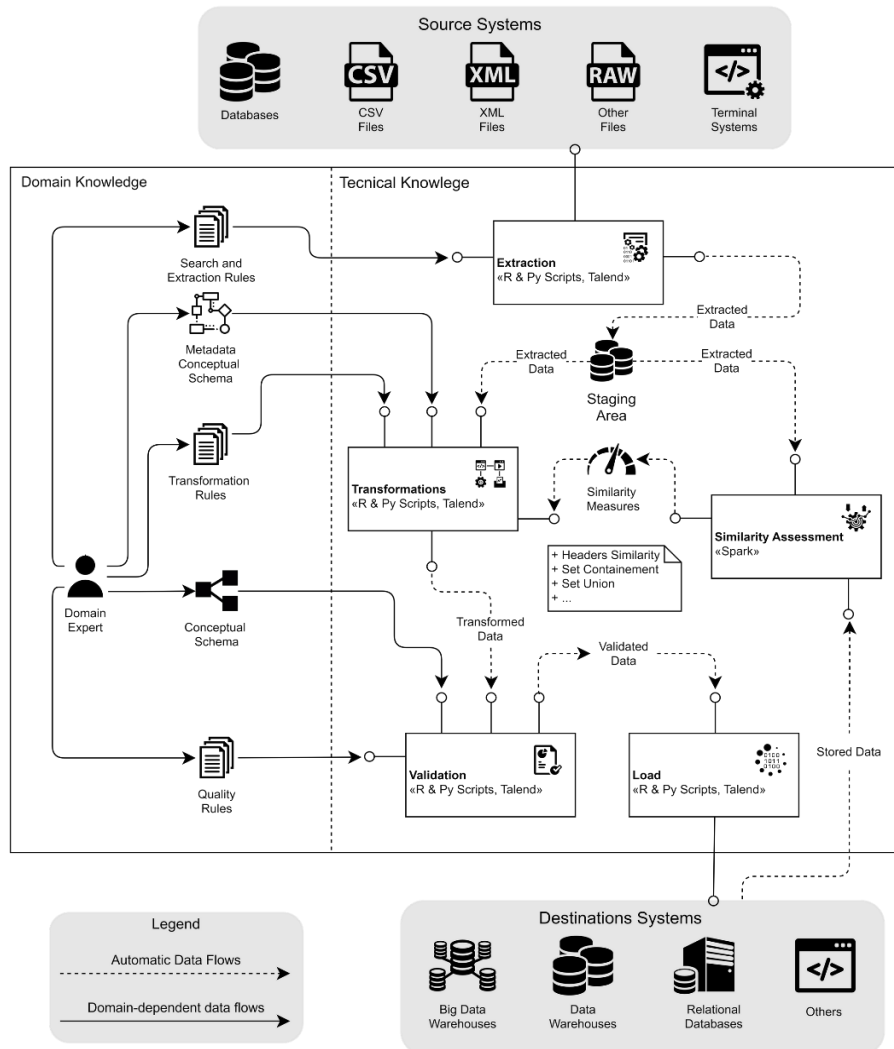 Source Systems
CSV
XML
RAW
Databases
CSV
Files
XML
Files
Other
Files
Terminal
Systems
Domain Knowledge
Tecnical Knowlege
Search and
Extraction Rules
Extraction
«R & Py Scripts, Talend»
Extracted
Data
Metadata
Conceptual
Schema
Extracted
Data
Extracted
Data
Staging
Area
Transformation
Rules
Transformations
«R & Py Scripts, Talend»
Similarity
Measures
Similarity Assessment
«Spark»
+ Headers Similarity
+ Set Containement
+ Set Union
+ ...
Domain
Expert
Conceptual
Schema
Transformed
Data
Validated
Data
Stored Data
Quality
Rules
Validation
«R & Py Scripts, Talend»
Load
«R & Py Scripts, Talend»
0100
1011
0100
Legend
Automatic Data Flows
Domain-dependent data flows
Destinations Systems
Big Data
Warehouses
Data
Warehouses
Relational
Databases
Others